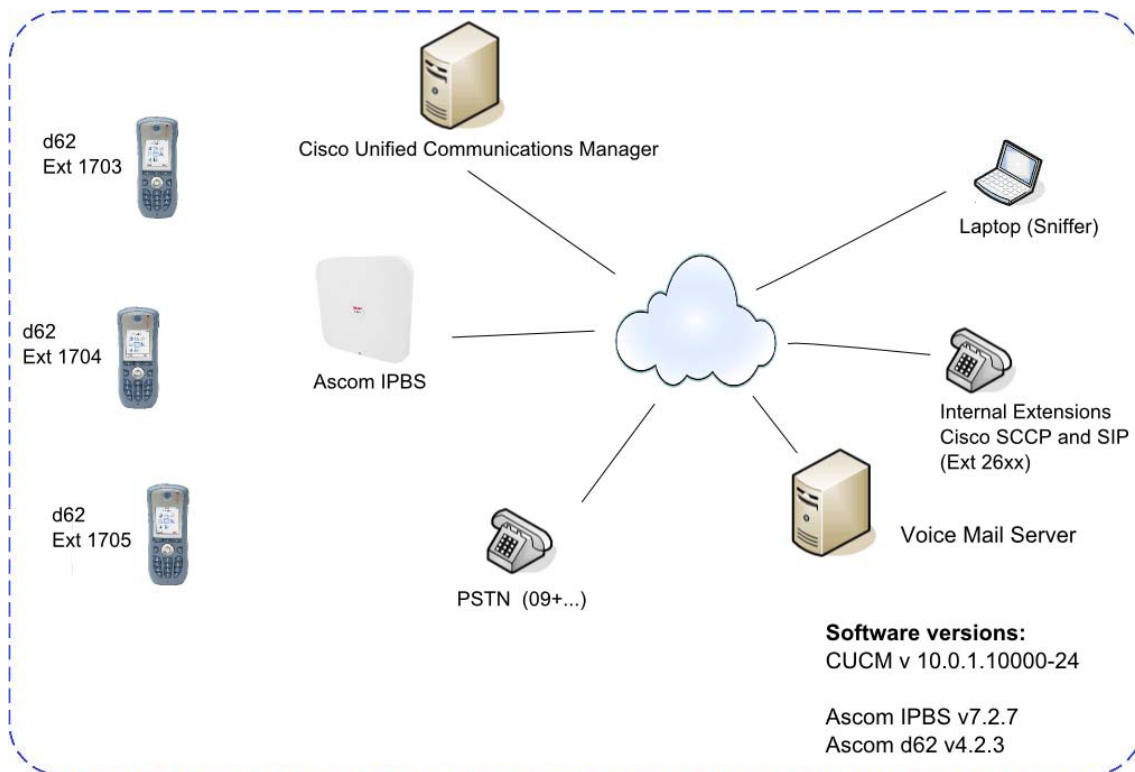 d62
Ext 1703
Cisco Unified Communications Manager
Laptop (Sniffer)
d62
Ext 1704
Ascom IPBS
Internal Extensions
Cisco SCCP and SIP
(Ext 26xx)
d62
Ext 1705
Voice Mail Server
PSTN  (09+...)
Software versions:
CUCM v 10.0.1.10000-24
Ascom IPBS v7.2.7
Ascom d62 v4.2.3